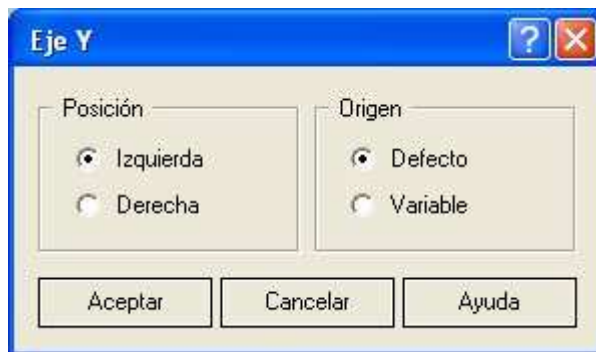 Eje Y
Posición
Izquierda
Derecha
Origen
Defecto
Variable
Aceptar
Cancelar
Ayuda